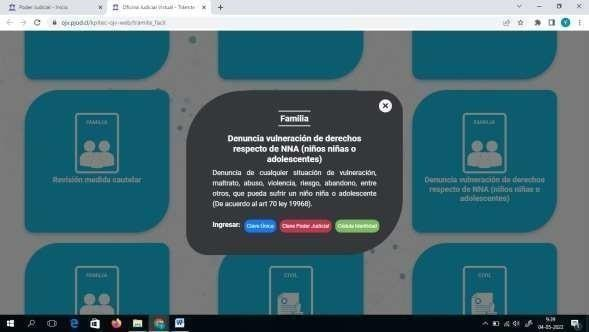 Poder Judicial - Inicio
Oficina Judicial Virtual - Trámite
ojv.pjud.cl/kpitec-ojv-web/tramite_facil
Y
FAMILIA
Revisión medida cautelar
Familia
Denuncia vulneración de derechos
respecto de NNA (niños niñas o
adolescentes)
Denuncia de cualquier situación de vulneración,
maltrato, abuso, violencia, riesgo, abandono, entre
otros, que pueda sufrir un niño niña o adolescente
(De acuerdo al art 70 ley 19968).
Ingresar:
Clave Única
Clave Poder Judicial
Cédula Identidad
FAMILIA
Denuncia vulneración de derechos
respecto de NNA (niños niñas o
adolescentes)
FAMILIA
CIVIL
CIVIL
9:39
04-05-2022